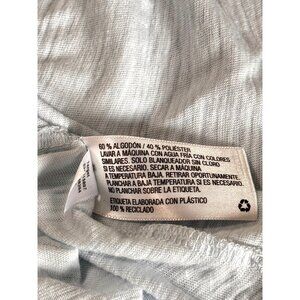 60 % ALGODÓN / 40 % POLIÉSTER
LAVAR A MÁQUINA CON AGUA FRÍA CON COLORES
SIMILARES. SOLO BLANQUEADOR SIN CLORO
SI ES NECESARIO. SECAR A MÁQUINA
A TEMPERATURA BAJA. RETIRAR OPORTUNAMENTE.
PLANCHAR A BAJA TEMPERATURA SI ES NECESARIO.
NO PLANCHAR SOBRE LA ETIQUETA.
ETIQUETA ELABORADA CON PLÁSTICO
100 % RECICLADO